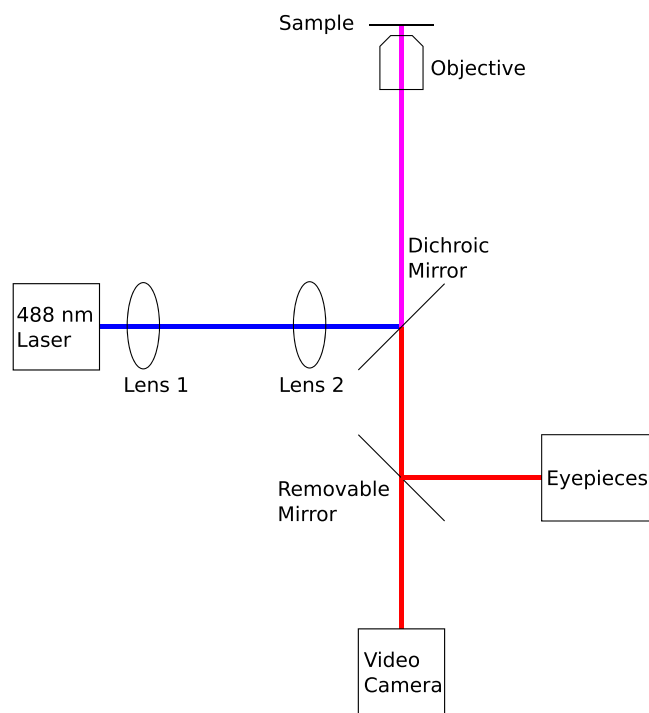 Sample
Objective
Dichroic
Mirror
488 nm
Laser
Lens 1
Lens 2
Removable
Mirror
Eyepieces
Video
Camera